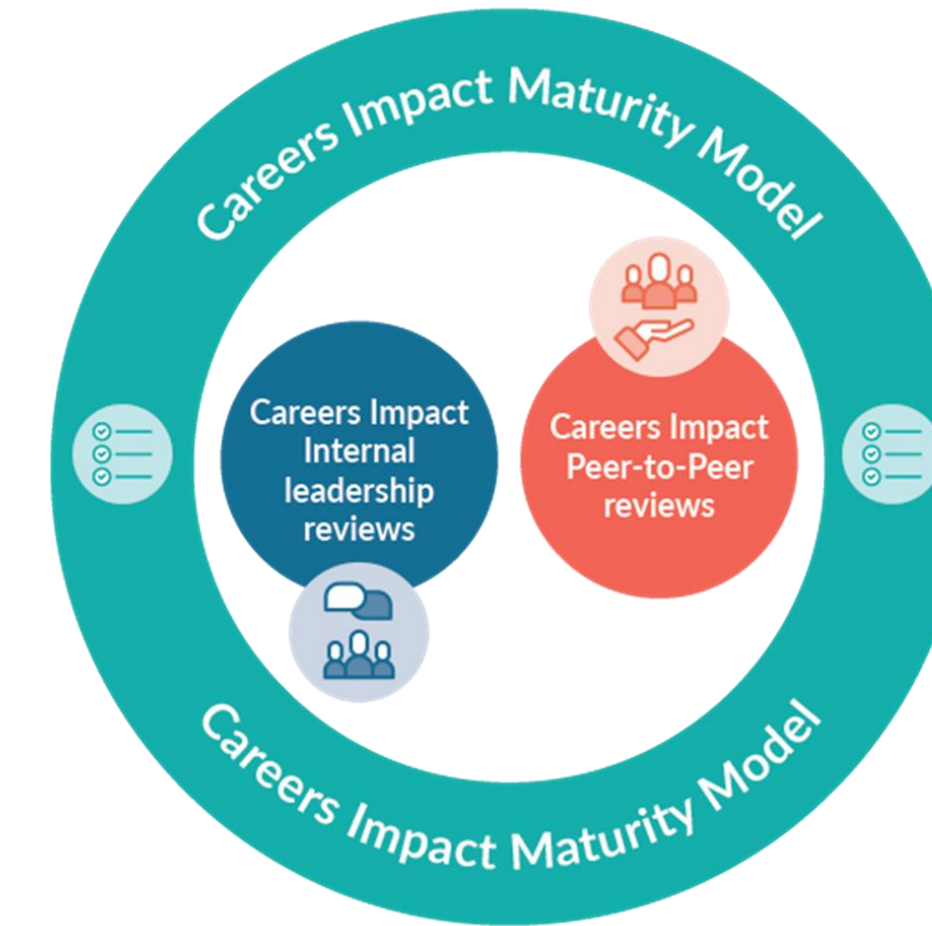 Careers Impact Maturity Model
Careers Impact
Internal
leadership
reviews
Careers Impact
Peer-to-Peer
reviews
Careers Impact Maturity Model